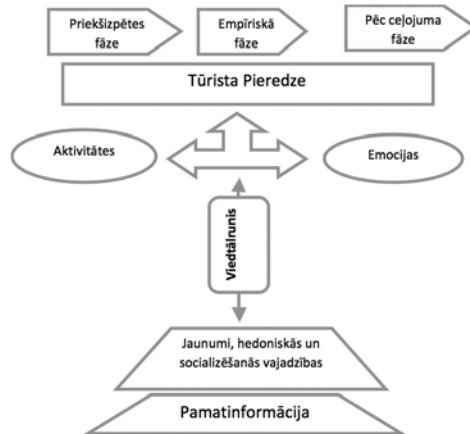 Priekšizpētes
fāze
Empīriskā
fāze
Pēc ceļojuma
fāze
Tūrista Pieredze
Aktivitātes
Emocijas
Viedtālrunis
Jaunumi, hedoniskās un
socializēšanās vajadzības
Pamatinformācija